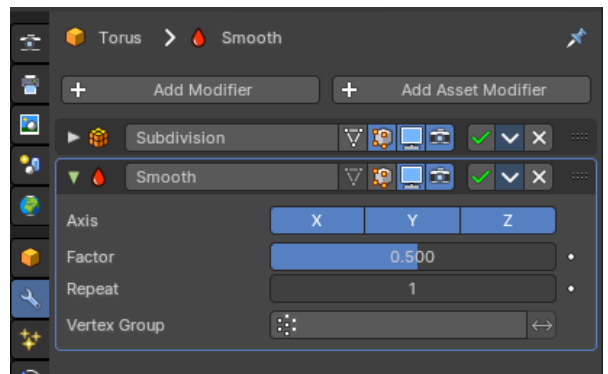 Torus > Smooth
Add Modifier Add Asset Modifier
Subdivision
Smooth
Axis X Y Z
Factor 0.500
Repeat 1
Vertex Group